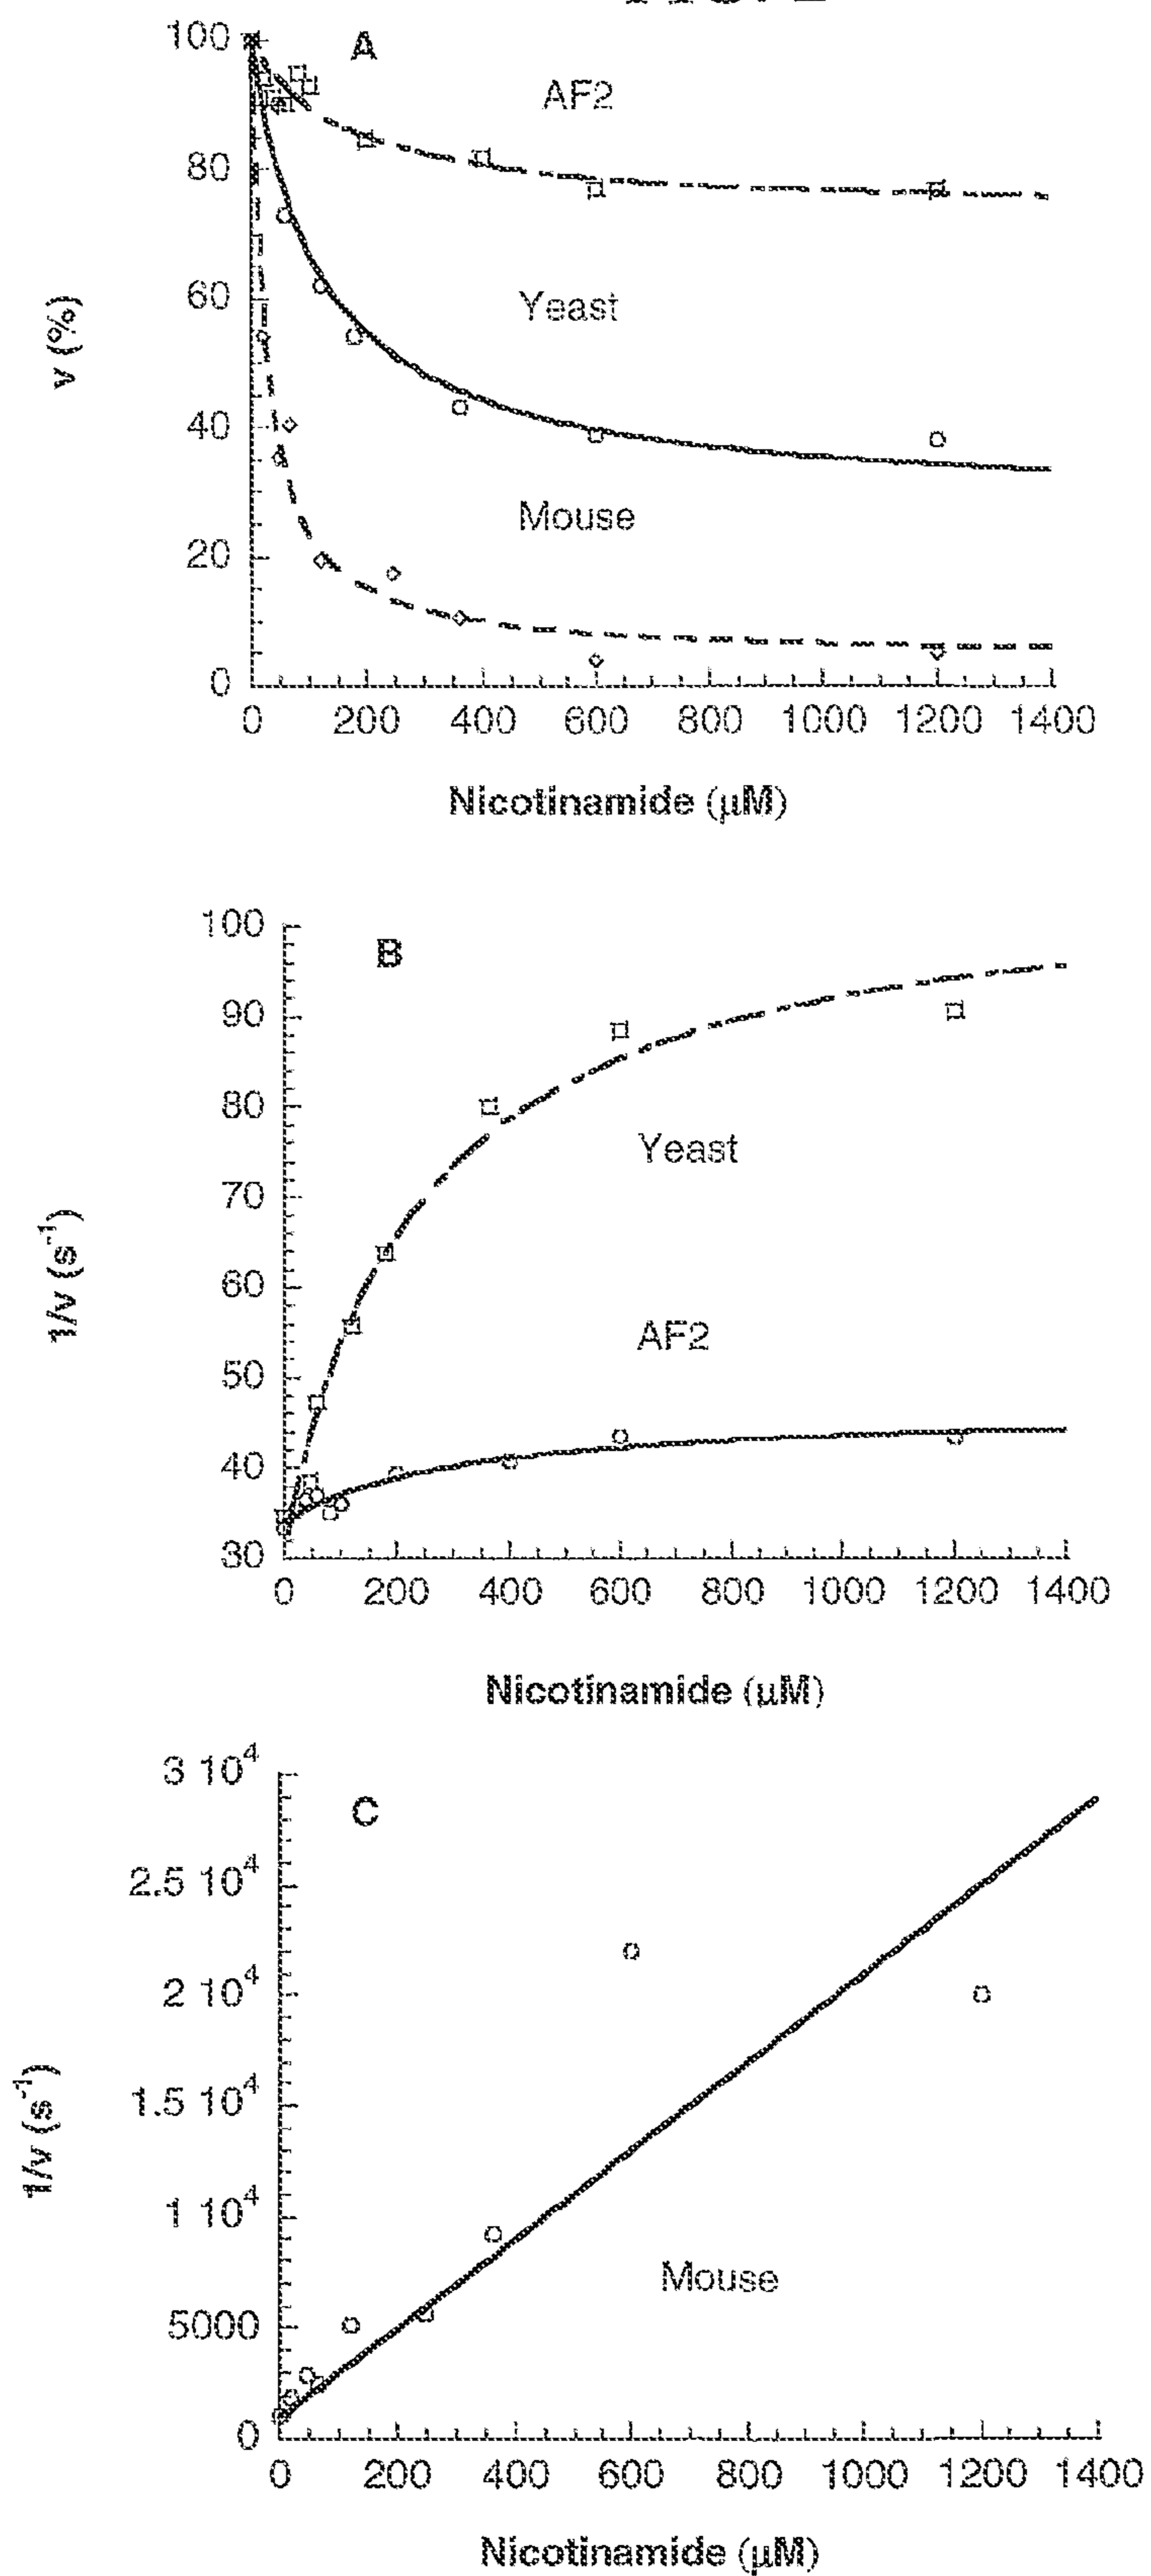 100
A
AF2
80
60
Yeast
v (%)
40
Mouse
20
0
0 200 400 600 800 1000 1200 1400
Nicotinamide (µM)
100
B
90
80
Yeast
70
1/v (s⁻¹)
60
AF2
50
40
30
0 200 400 600 800 1000 1200 1400
Nicotinamide (µM)
3 10⁴
C
2.5 10⁴
2 10⁴
1/v (s⁻¹)
1.5 10⁴
1 10⁴
Mouse
5000
0
0 200 400 600 800 1000 1200 1400
Nicotinamide (µM)